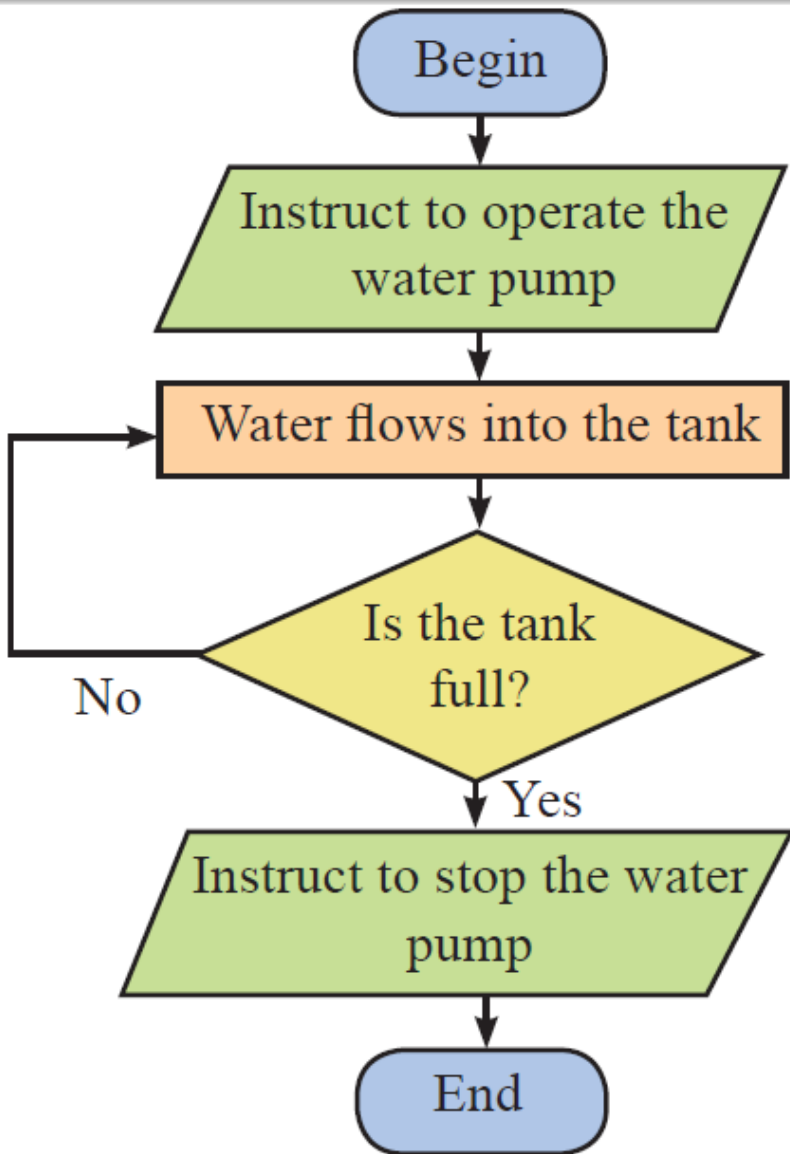 Begin
Instruct to operate the
water pump
Water flows into the tank
Is the tank
full?
No
Yes
Instruct to stop the water
pump
End